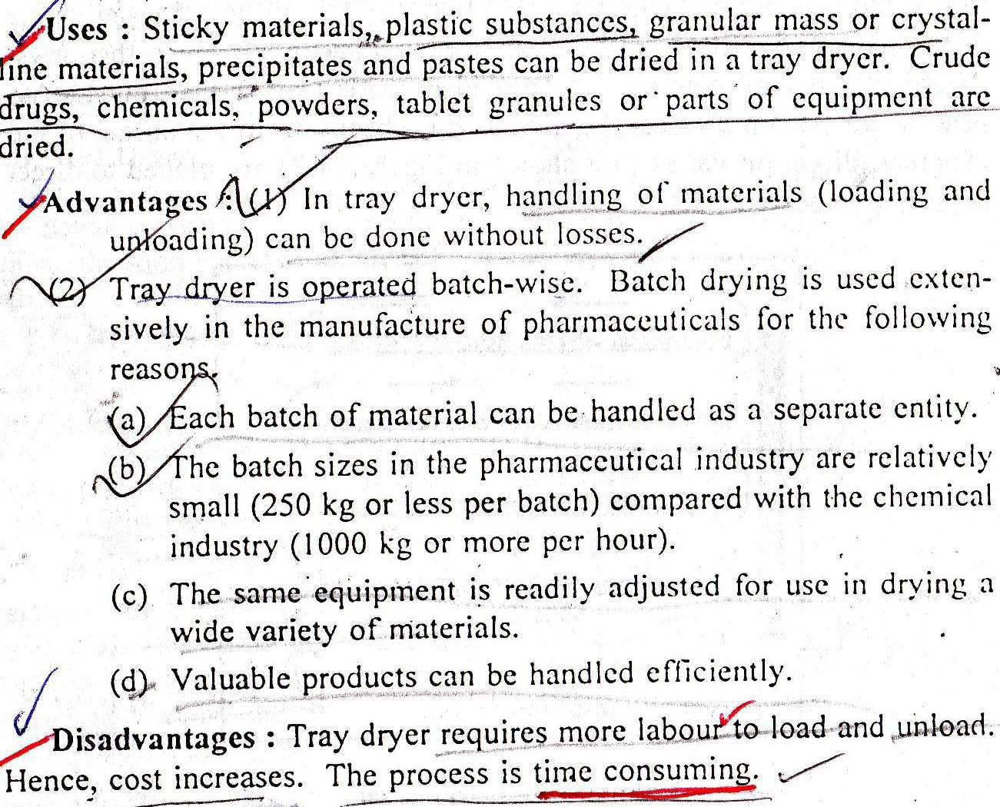 Uses : Sticky materials, plastic substances, granular mass or crystal-
line materials, precipitates and pastes can be dried in a tray dryer. Crude
drugs, chemicals, powders, tablet granules or parts of equipment are
dried.
Advantages : (1) In tray dryer, handling of materials (loading and
unloading) can be done without losses.
(2) Tray dryer is operated batch-wise. Batch drying is used exten-
sively in the manufacture of pharmaceuticals for the following
reasons.
(a) Each batch of material can be handled as a separate entity.
(b) The batch sizes in the pharmaceutical industry are relatively
small (250 kg or less per batch) compared with the chemical
industry (1000 kg or more per hour).
(c) The same equipment is readily adjusted for use in drying a
wide variety of materials.
(d) Valuable products can be handled efficiently.
Disadvantages : Tray dryer requires more labour to load and unload.
Hence, cost increases. The process is time consuming.